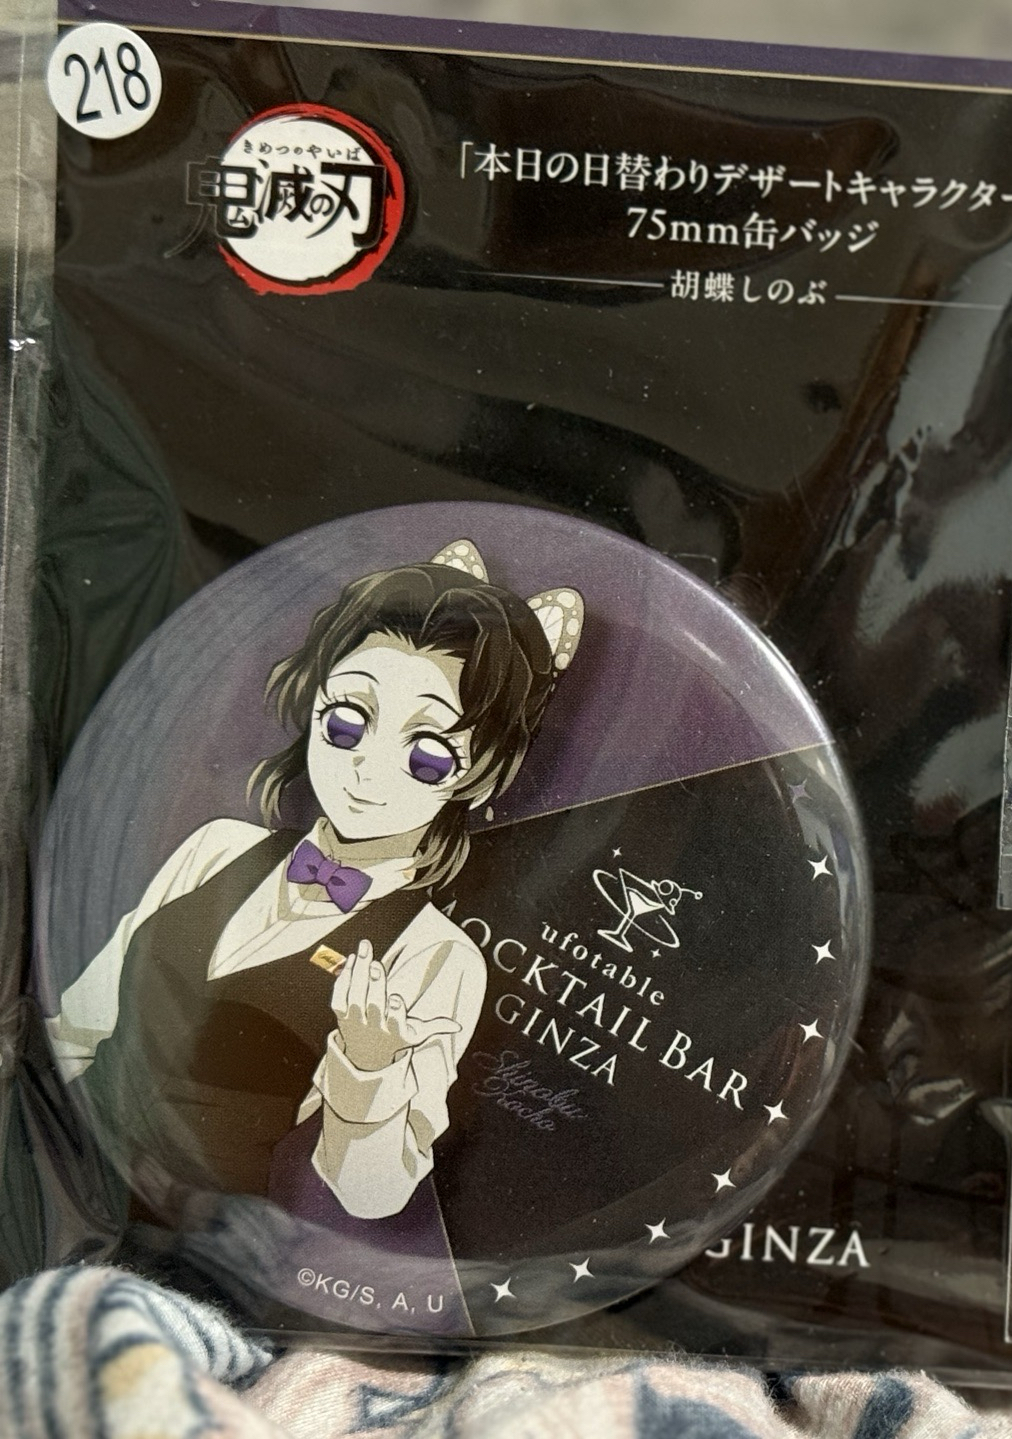 218
きめつのやいば
鬼滅の刃
「本日の日替わりデザートキャラクター
75mm缶バッジ
胡蝶しのぶ
ufotable
OCKTAIL BAR
GINZA
Shinobu
Kocho
©KG/S, A, U
GINZA